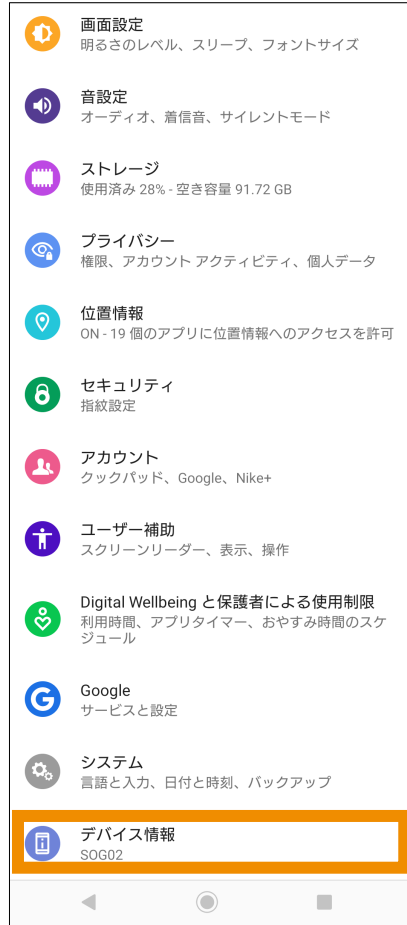 画面設定
明るさのレベル、スリープ、フォントサイズ
音設定
オーディオ、着信音、サイレントモード
ストレージ
使用済み 28% - 空き容量 91.72 GB
プライバシー
権限、アカウント アクティビティ、個人データ
位置情報
ON - 19 個のアプリに位置情報へのアクセスを許可
セキュリティ
指紋設定
アカウント
クックパッド、Google、Nike+
ユーザー補助
スクリーンリーダー、表示、操作
Digital Wellbeing と保護者による使用制限
利用時間、アプリタイマー、おやすみ時間のスケ
ジュール
Google
サービスと設定
システム
言語と入力、日付と時刻、バックアップ
デバイス情報
SOG02